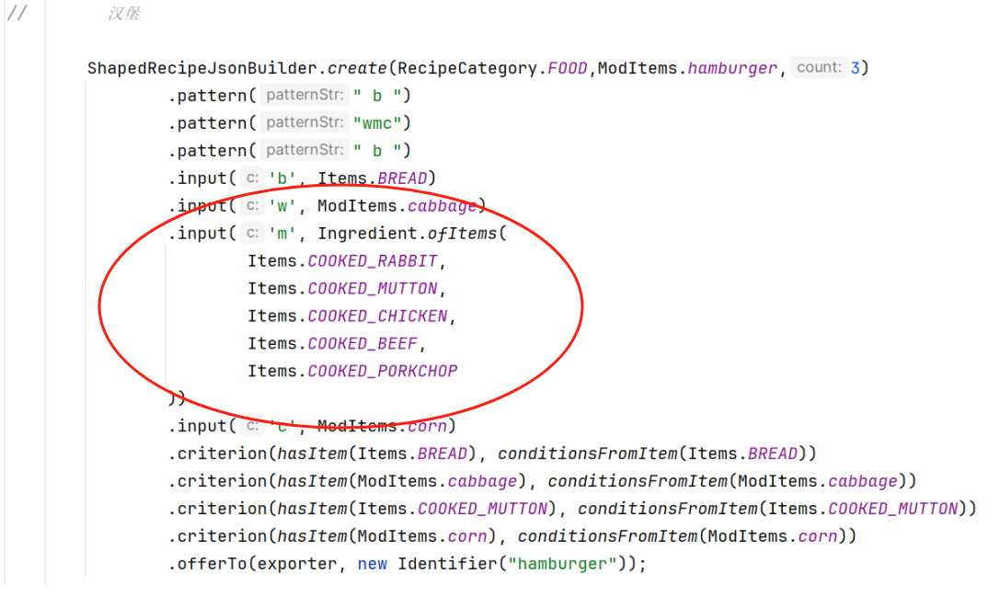 // 汉堡
ShapedRecipeJsonBuilder.create(RecipeCategory.FOOD,ModItems.hamburger, count: 3)
.pattern( patternStr: " b ")
.pattern( patternStr: "wmc")
.pattern( patternStr: " b ")
.input( c: 'b', Items.BREAD)
.input( c: 'w', ModItems.cabbage)
.input( c: 'm', Ingredient.ofItems(
Items.COOKED_RABBIT,
Items.COOKED_MUTTON,
Items.COOKED_CHICKEN,
Items.COOKED_BEEF,
Items.COOKED_PORKCHOP
))
.input( c: 'c', ModItems.corn)
.criterion(hasItem(Items.BREAD), conditionsFromItem(Items.BREAD))
.criterion(hasItem(ModItems.cabbage), conditionsFromItem(ModItems.cabbage))
.criterion(hasItem(Items.COOKED_MUTTON), conditionsFromItem(Items.COOKED_MUTTON))
.criterion(hasItem(ModItems.corn), conditionsFromItem(ModItems.corn))
.offerTo(exporter, new Identifier("hamburger"));